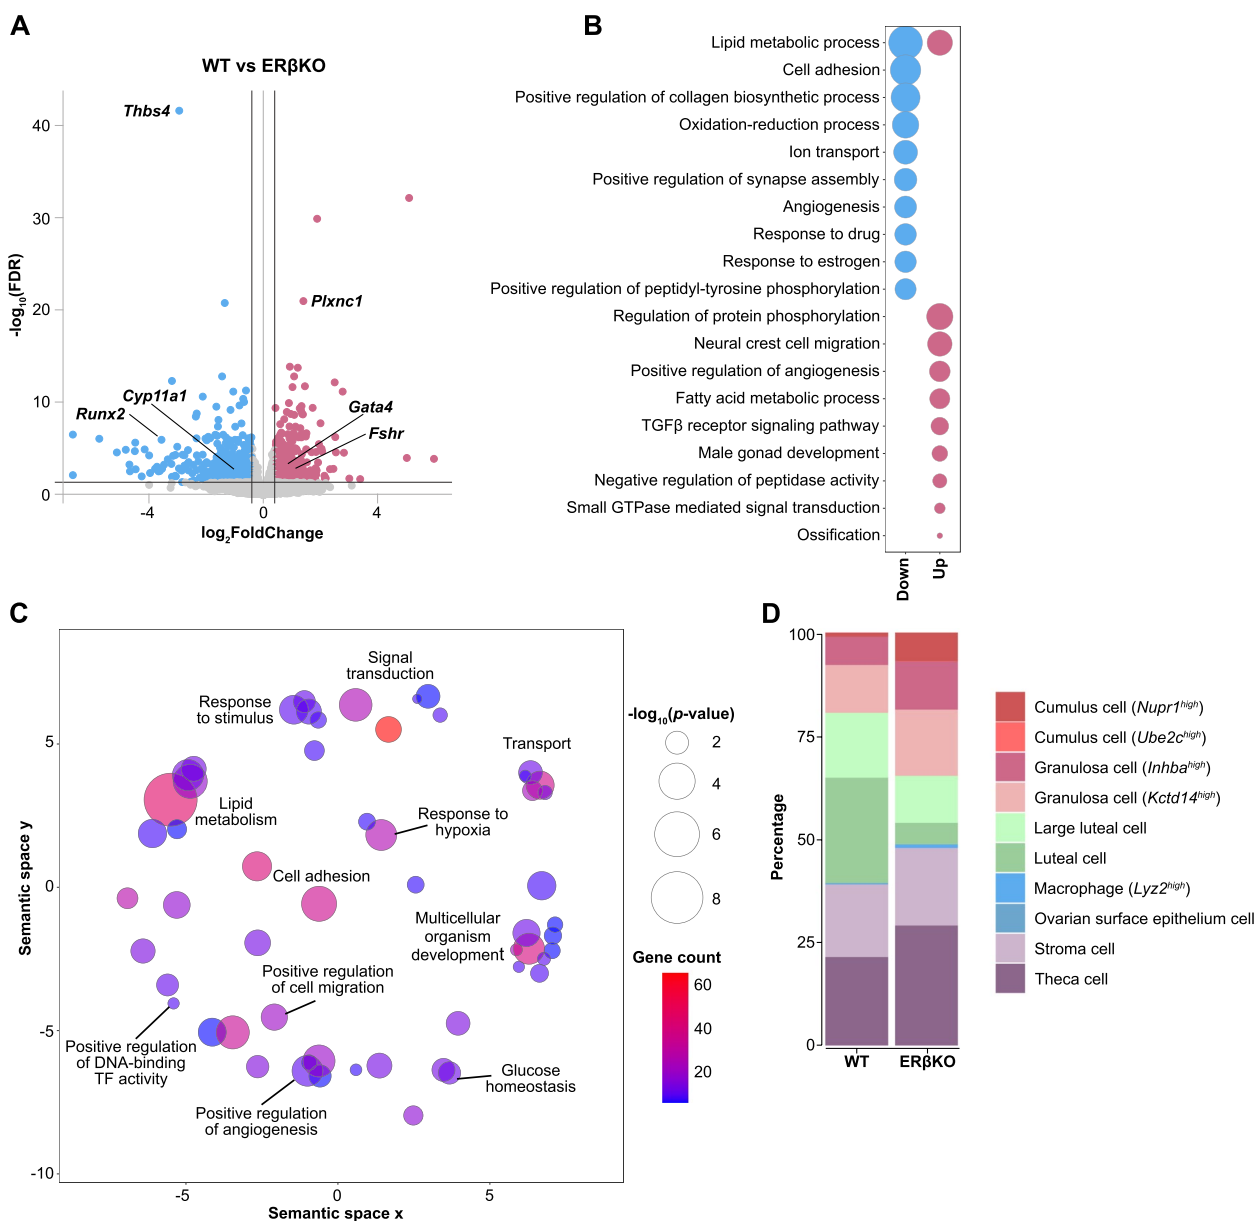 A
WT vs ERβKO
Thbs4
Plxnc1
Cyp11a1
Runx2
Gata4
Fshr
40
30
20
10
0
-log10(FDR)
-4
0
4
log2FoldChange
B
Lipid metabolic process
Cell adhesion
Positive regulation of collagen biosynthetic process
Oxidation-reduction process
Ion transport
Positive regulation of synapse assembly
Angiogenesis
Response to drug
Response to estrogen
Positive regulation of peptidyl-tyrosine phosphorylation
Regulation of protein phosphorylation
Neural crest cell migration
Positive regulation of angiogenesis
Fatty acid metabolic process
TGFβ receptor signaling pathway
Male gonad development
Negative regulation of peptidase activity
Small GTPase mediated signal transduction
Ossification
Down
Up
C
Signal
transduction
Response
to stimulus
Transport
Lipid
metabolism
Response to
hypoxia
Cell adhesion
Multicellular
organism
development
Positive regulation
of cell migration
Positive regulation
of DNA-binding
TF activity
Glucose
homeostasis
Positive regulation
of angiogenesis
5
0
-5
-10
Semantic space y
-5
0
5
Semantic space x
-log10(p-value)
2
4
6
8
Gene count
60
40
20
D
100
75
50
25
0
Percentage
WT
ERβKO
Cumulus cell (Nupr1high)
Cumulus cell (Ube2chigh)
Granulosa cell (Inhbahigh)
Granulosa cell (Kctd14high)
Large luteal cell
Luteal cell
Macrophage (Lyz2high)
Ovarian surface epithelium cell
Stroma cell
Theca cell